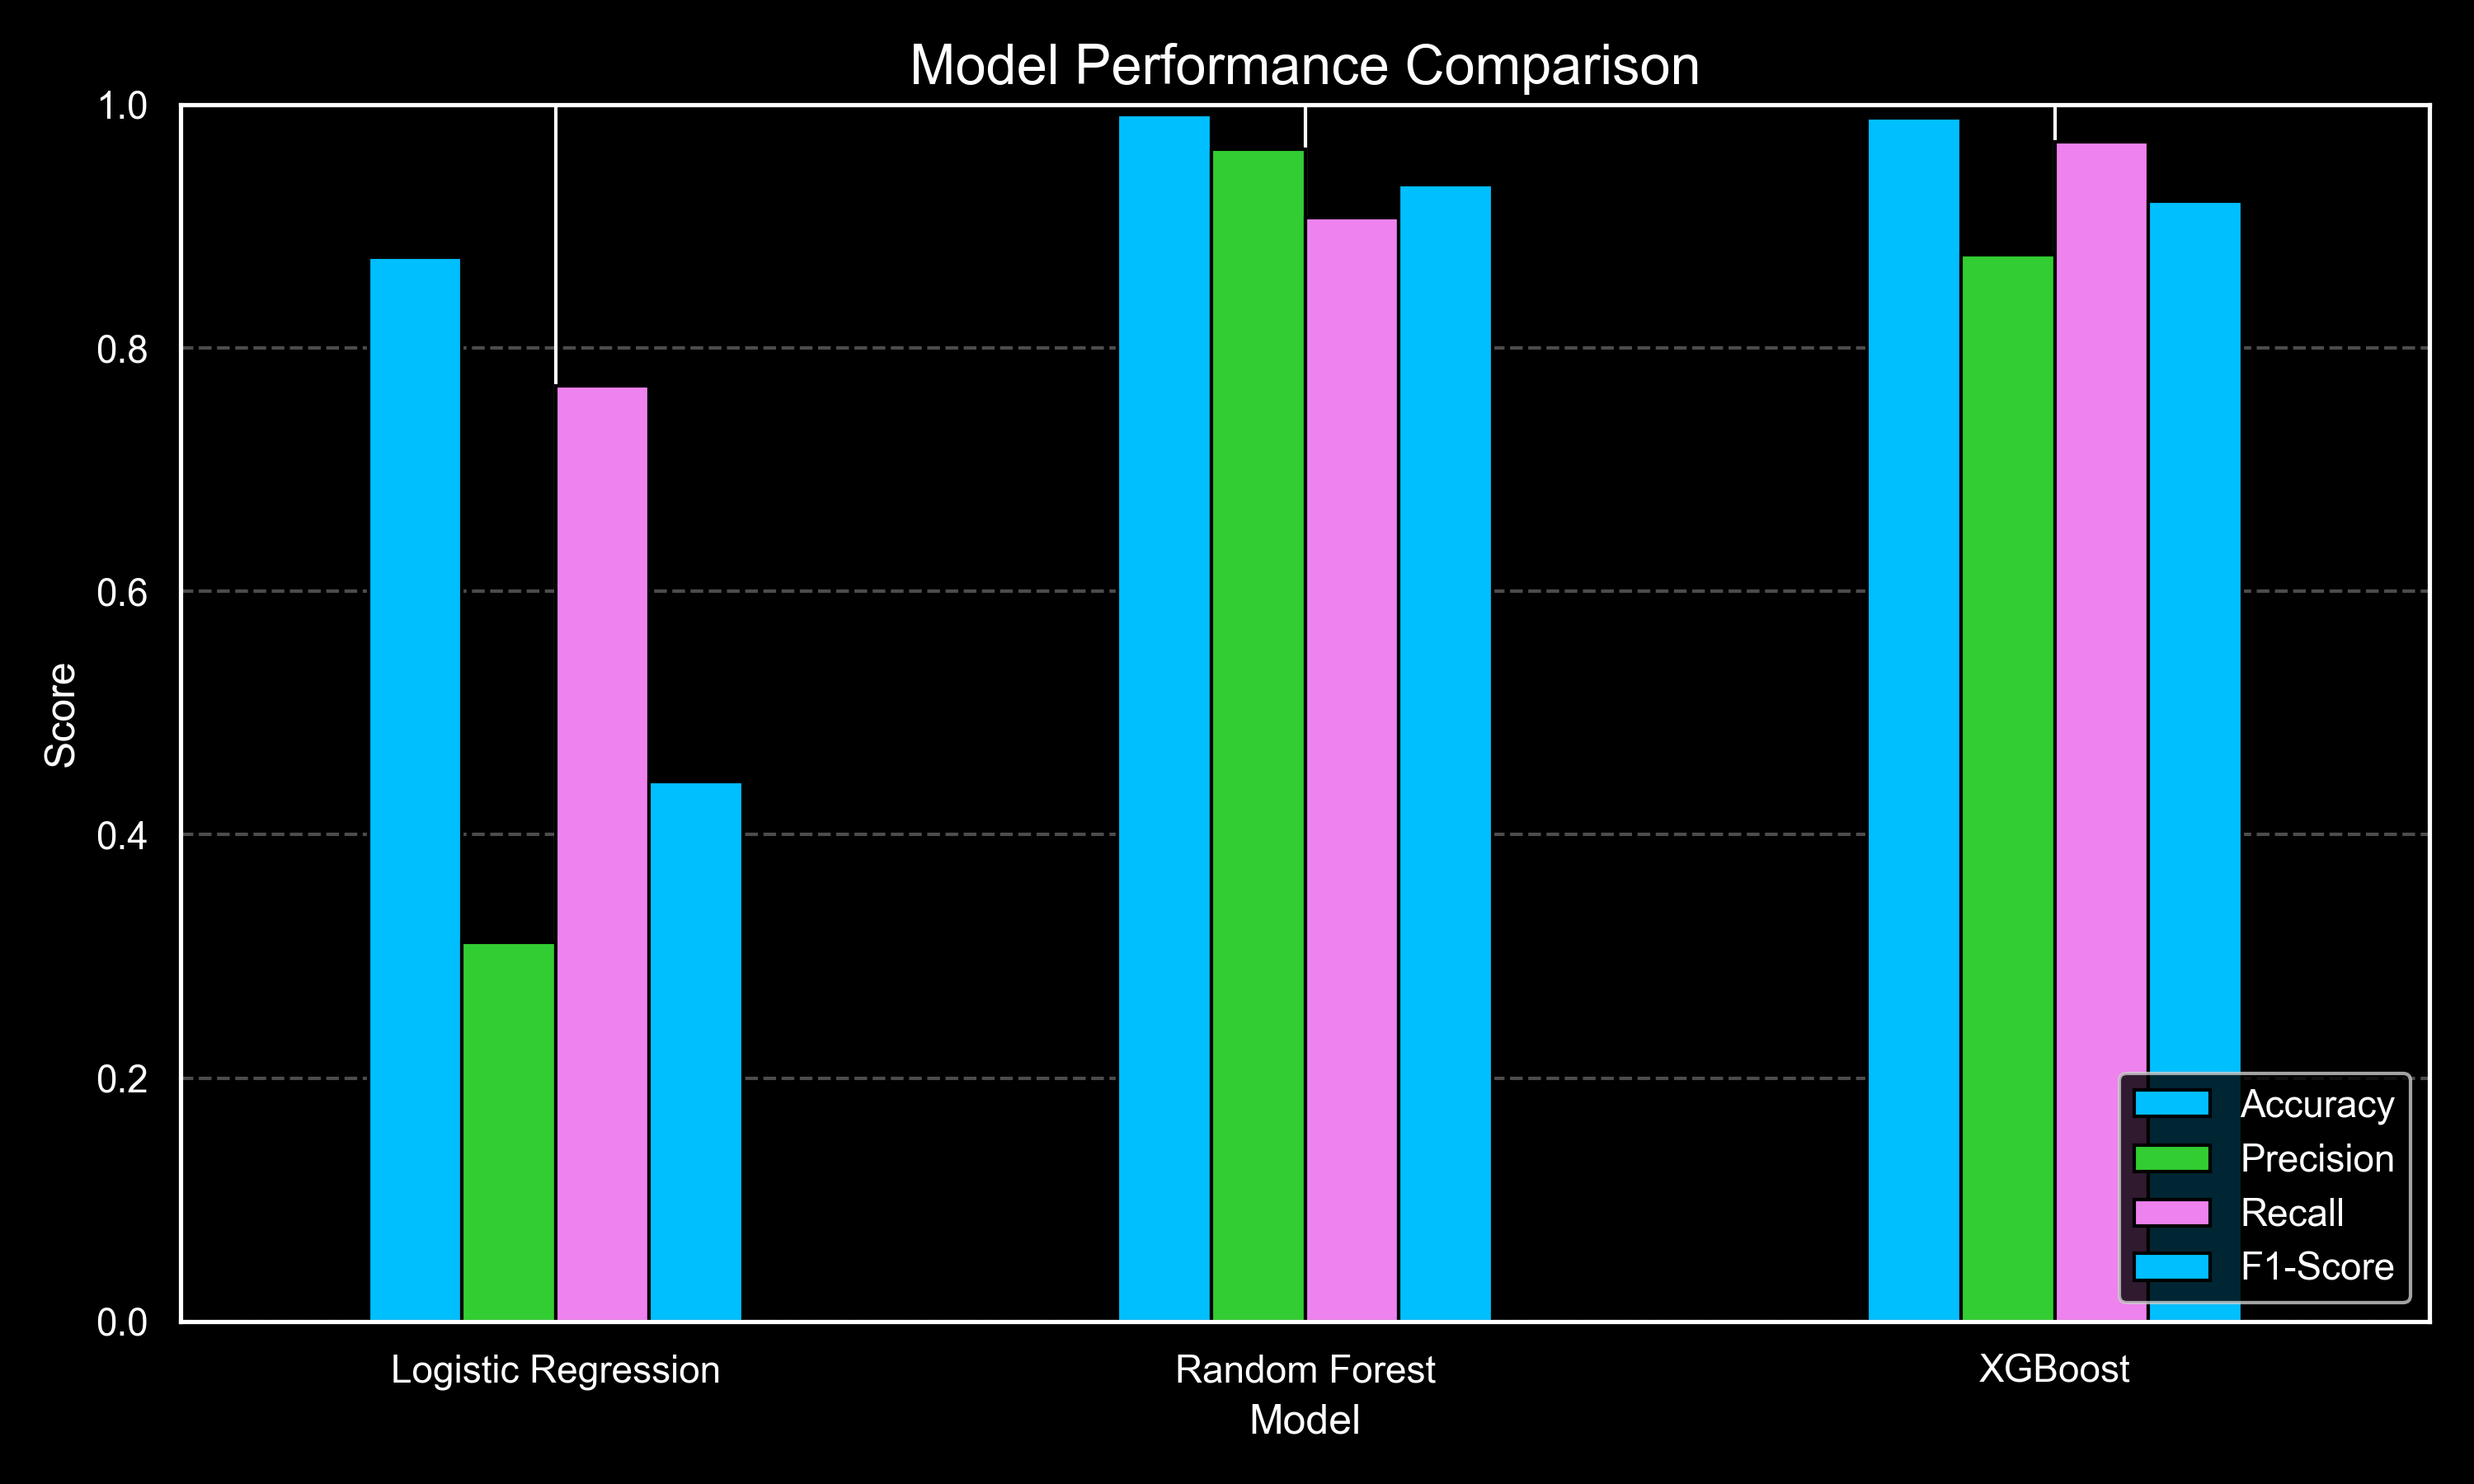 Model Performance Comparison
1.0
0.8
0.6
0.4
0.2
0.0
Score
Accuracy
Precision
Recall
F1-Score
Logistic Regression
Random Forest
XGBoost
Model